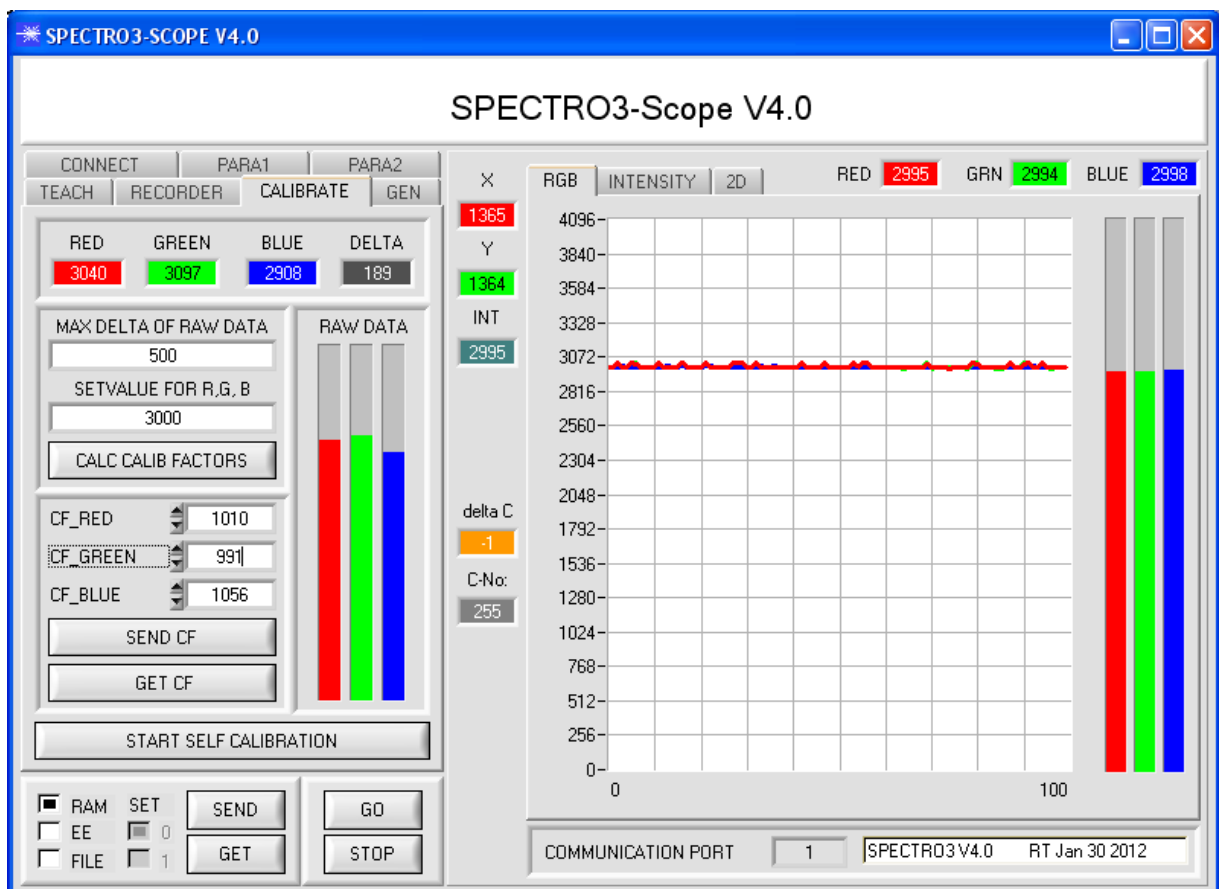 SPECTRO3-SCOPE V4.0
SPECTRO3-Scope V4.0
CONNECT PARA1 PARA2
TEACH RECORDER CALIBRATE GEN
RED GREEN BLUE DELTA
3040 3097 2908 189
MAX DELTA OF RAW DATA
500
SETVALUE FOR R,G, B
3000
CALC CALIB FACTORS
RAW DATA
CF_RED 1010
CF_GREEN 991
CF_BLUE 1056
SEND CF
GET CF
START SELF CALIBRATION
RAM SET SEND GO
EE 0
FILE 1 GET STOP
X
1365
Y
1364
INT
2995
delta C
-1
C-No:
255
RGB INTENSITY 2D RED 2995 GRN 2994 BLUE 2998
4096
3840
3584
3328
3072
2816
2560
2304
2048
1792
1536
1280
1024
768
512
256
0
0 100
COMMUNICATION PORT 1 SPECTRO3 V4.0 RT Jan 30 2012